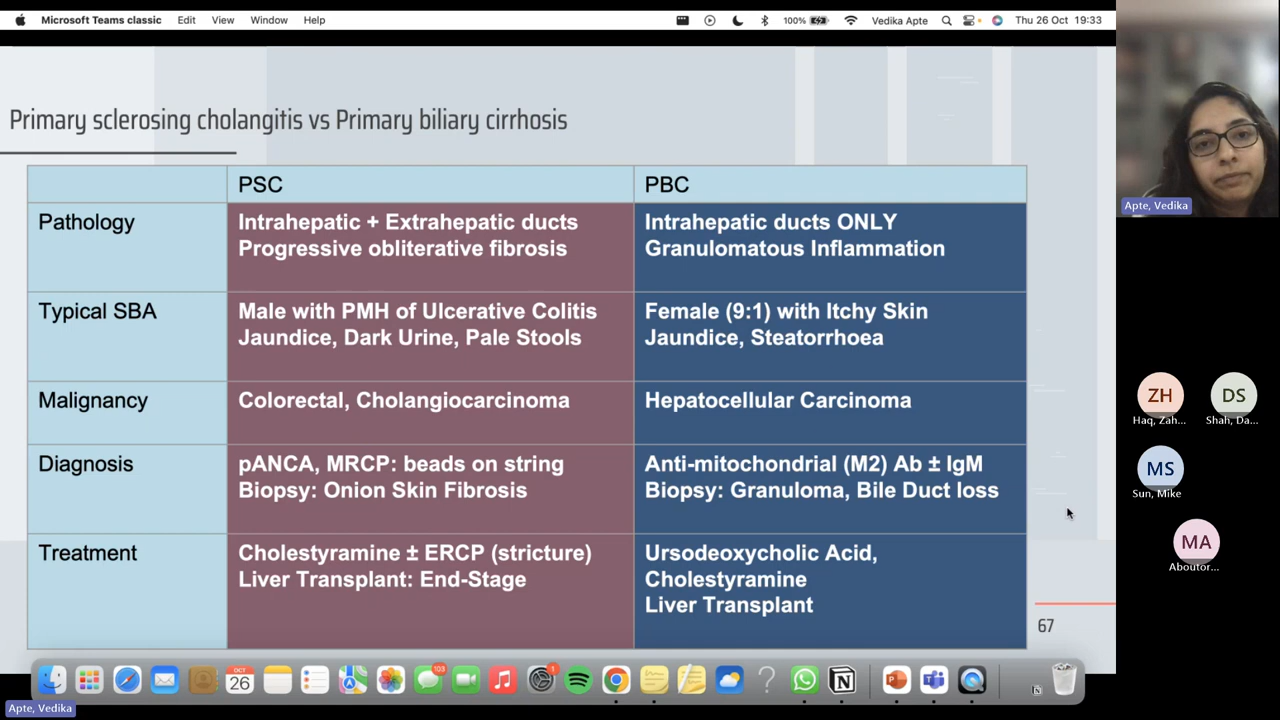 Microsoft Teams classic Edit View Window Help 100% Vedika Apte Thu 26 Oct 19:33
Primary sclerosing cholangitis vs Primary biliary cirrhosis
PSC PBC
Pathology
Intrahepatic + Extrahepatic ducts
Progressive obliterative fibrosis
Intrahepatic ducts ONLY
Granulomatous Inflammation
Typical SBA
Male with PMH of Ulcerative Colitis
Jaundice, Dark Urine, Pale Stools
Female (9:1) with Itchy Skin
Jaundice, Steatorrhoea
Malignancy
Colorectal, Cholangiocarcinoma
Hepatocellular Carcinoma
Diagnosis
pANCA, MRCP: beads on string
Biopsy: Onion Skin Fibrosis
Anti-mitochondrial (M2) Ab ± IgM
Biopsy: Granuloma, Bile Duct loss
Treatment
Cholestyramine ± ERCP (stricture)
Liver Transplant: End-Stage
Ursodeoxycholic Acid,
Cholestyramine
Liver Transplant
67
OCT
26
103
1
?
Apte, Vedika
Apte, Vedika
ZH
Haq, Zah...
DS
Shah, Da...
MS
Sun, Mike
MA
Aboutor...